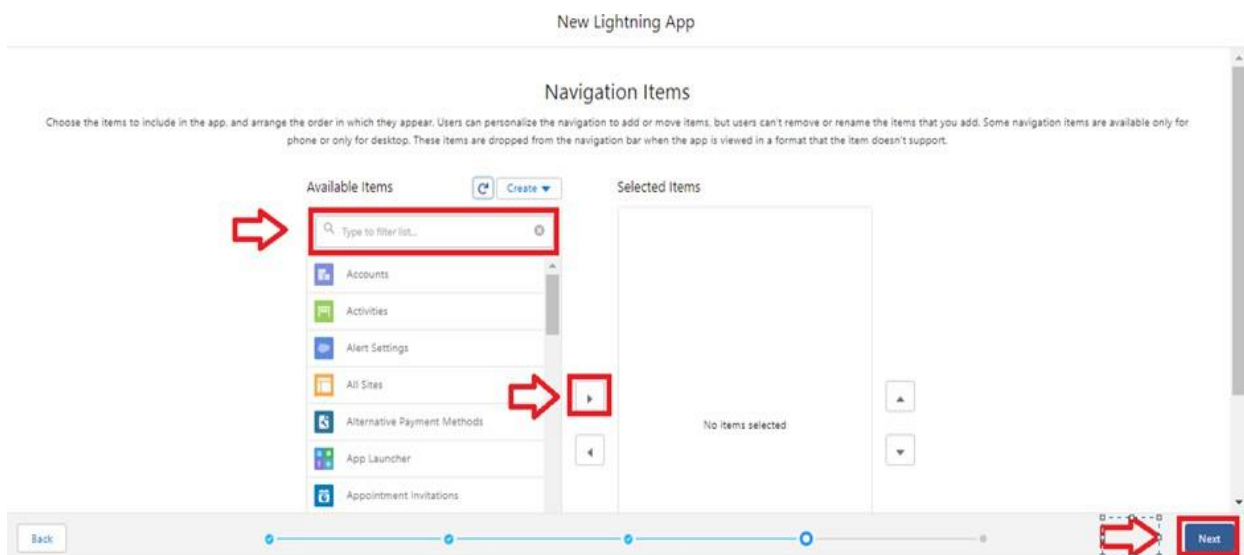 New Lightning App
Navigation Items
Choose the items to include in the app, and arrange the order in which they appear. Users can personalize the navigation to add or move items, but users can't remove or rename the items that you add. Some navigation items are available only for
phone or only for desktop. These items are dropped from the navigation bar when the app is viewed in a format that the item doesn't support.
Available Items
Create
Selected Items
Type to filter list...
Accounts
Activities
Alert Settings
All Sites
Alternative Payment Methods
App Launcher
Appointment Invitations
No items selected
Back
Next